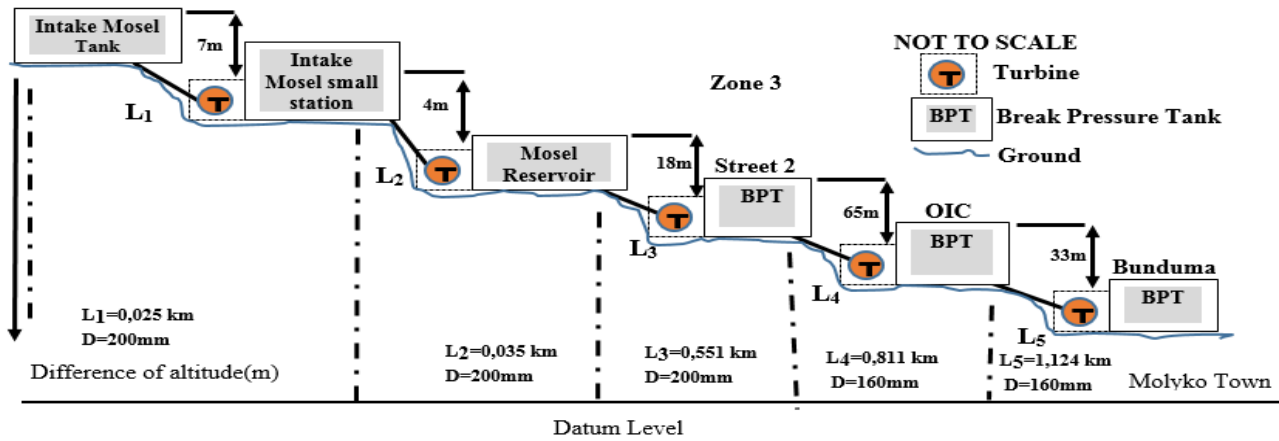 Intake Mosel
Tank
7m
Intake
Mosel small
station
4m
Zone 3
NOT TO SCALE
T
Turbine
BPT
Break Pressure Tank
Ground
L1
T
L2
T
Mosel
Reservoir
18m
Street 2
BPT
L3
T
65m
OIC
BPT
L4
T
33m
Bunduma
BPT
L5
T
L1=0,025 km
D=200mm
L2=0,035 km
D=200mm
L3=0,551 km
D=200mm
L4=0,811 km
D=160mm
L5=1,124 km
D=160mm
Difference of altitude(m)
Molyko Town
Datum Level